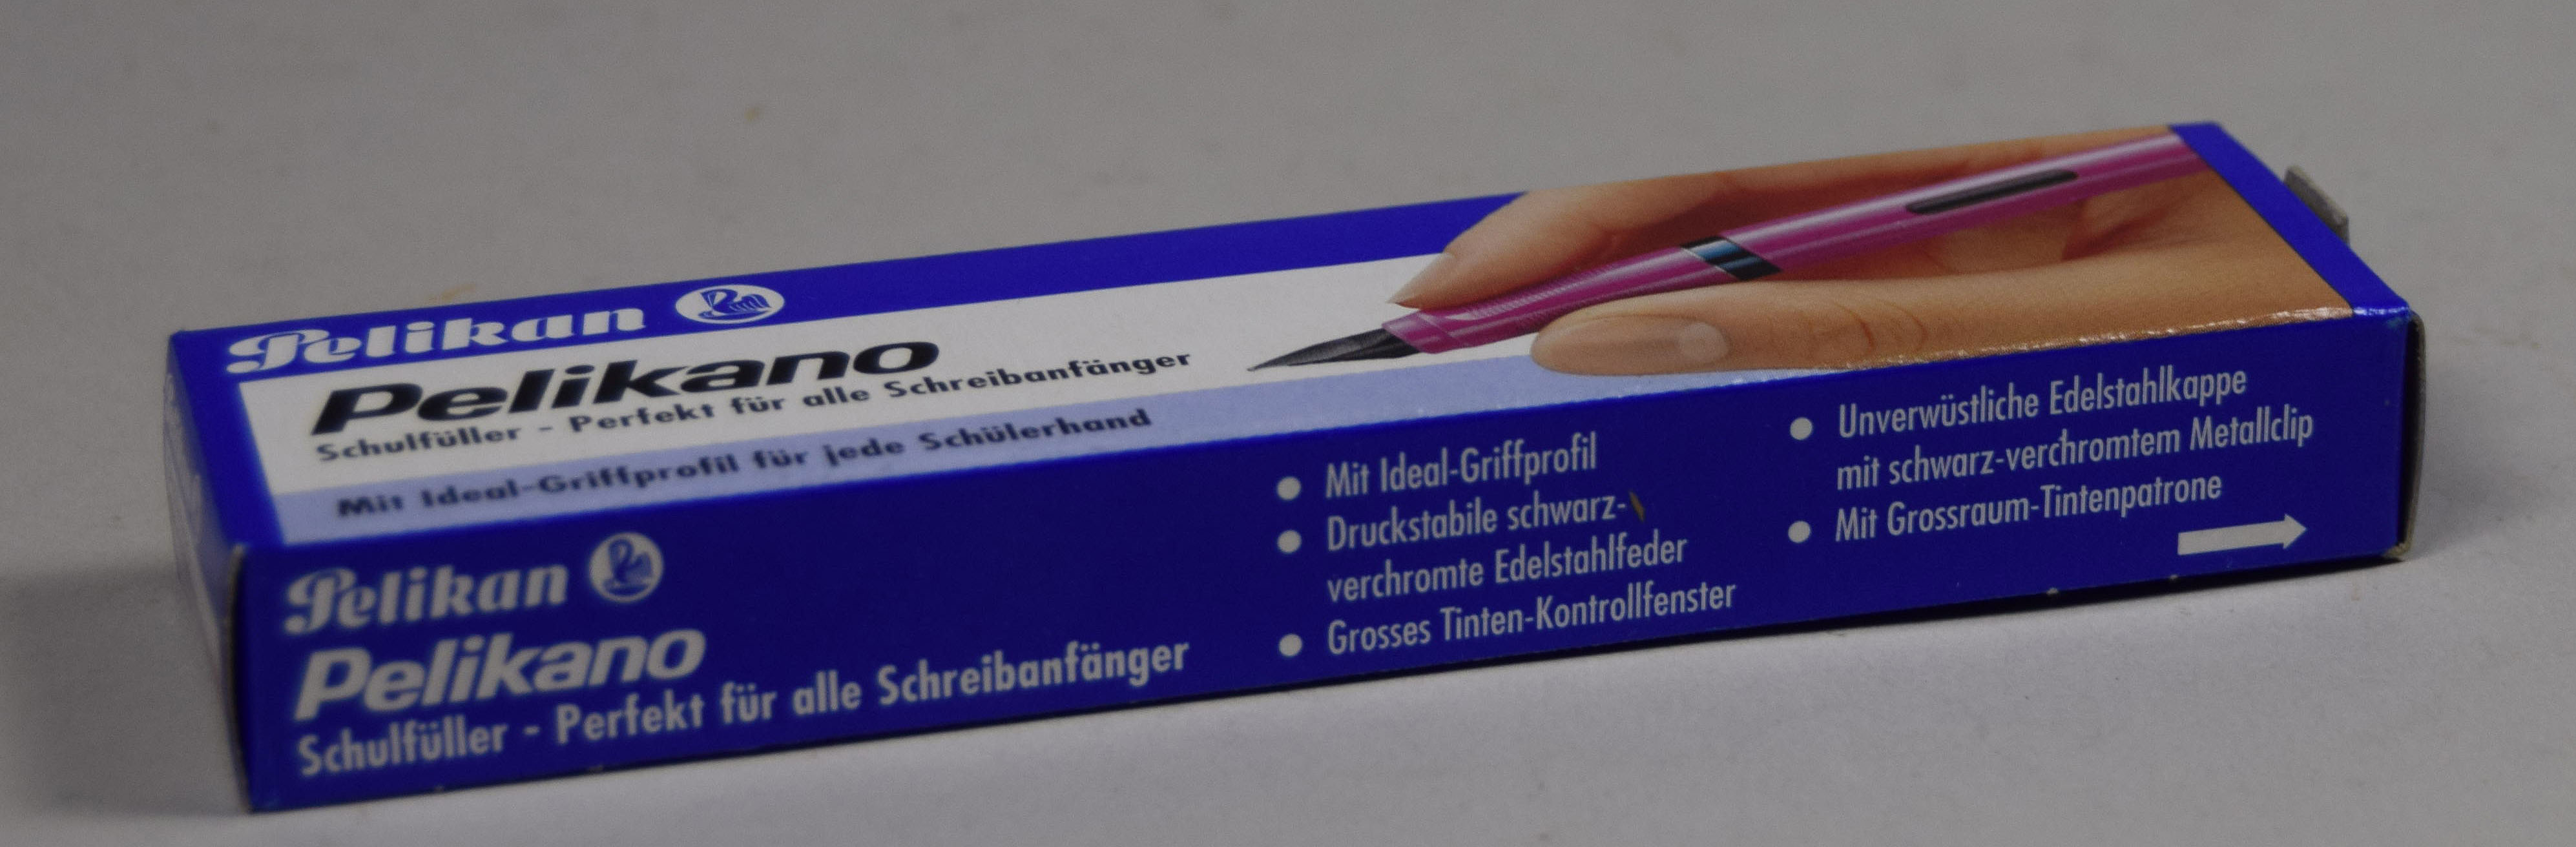 Pelikan
Pelikano
Schulfüller - Perfekt für alle Schreibanfänger
Mit Ideal-Griffprofil für jede Schülerhand
Pelikan
Pelikano
Schulfüller - Perfekt für alle Schreibanfänger
Mit Ideal-Griffprofil
Druckstabile schwarz-
verchromte Edelstahlfeder
Grosses Tinten-Kontrollfenster
Unverwüstliche Edelstahlkappe
mit schwarz-verchromtem Metallclip
Mit Grossraum-Tintenpatrone